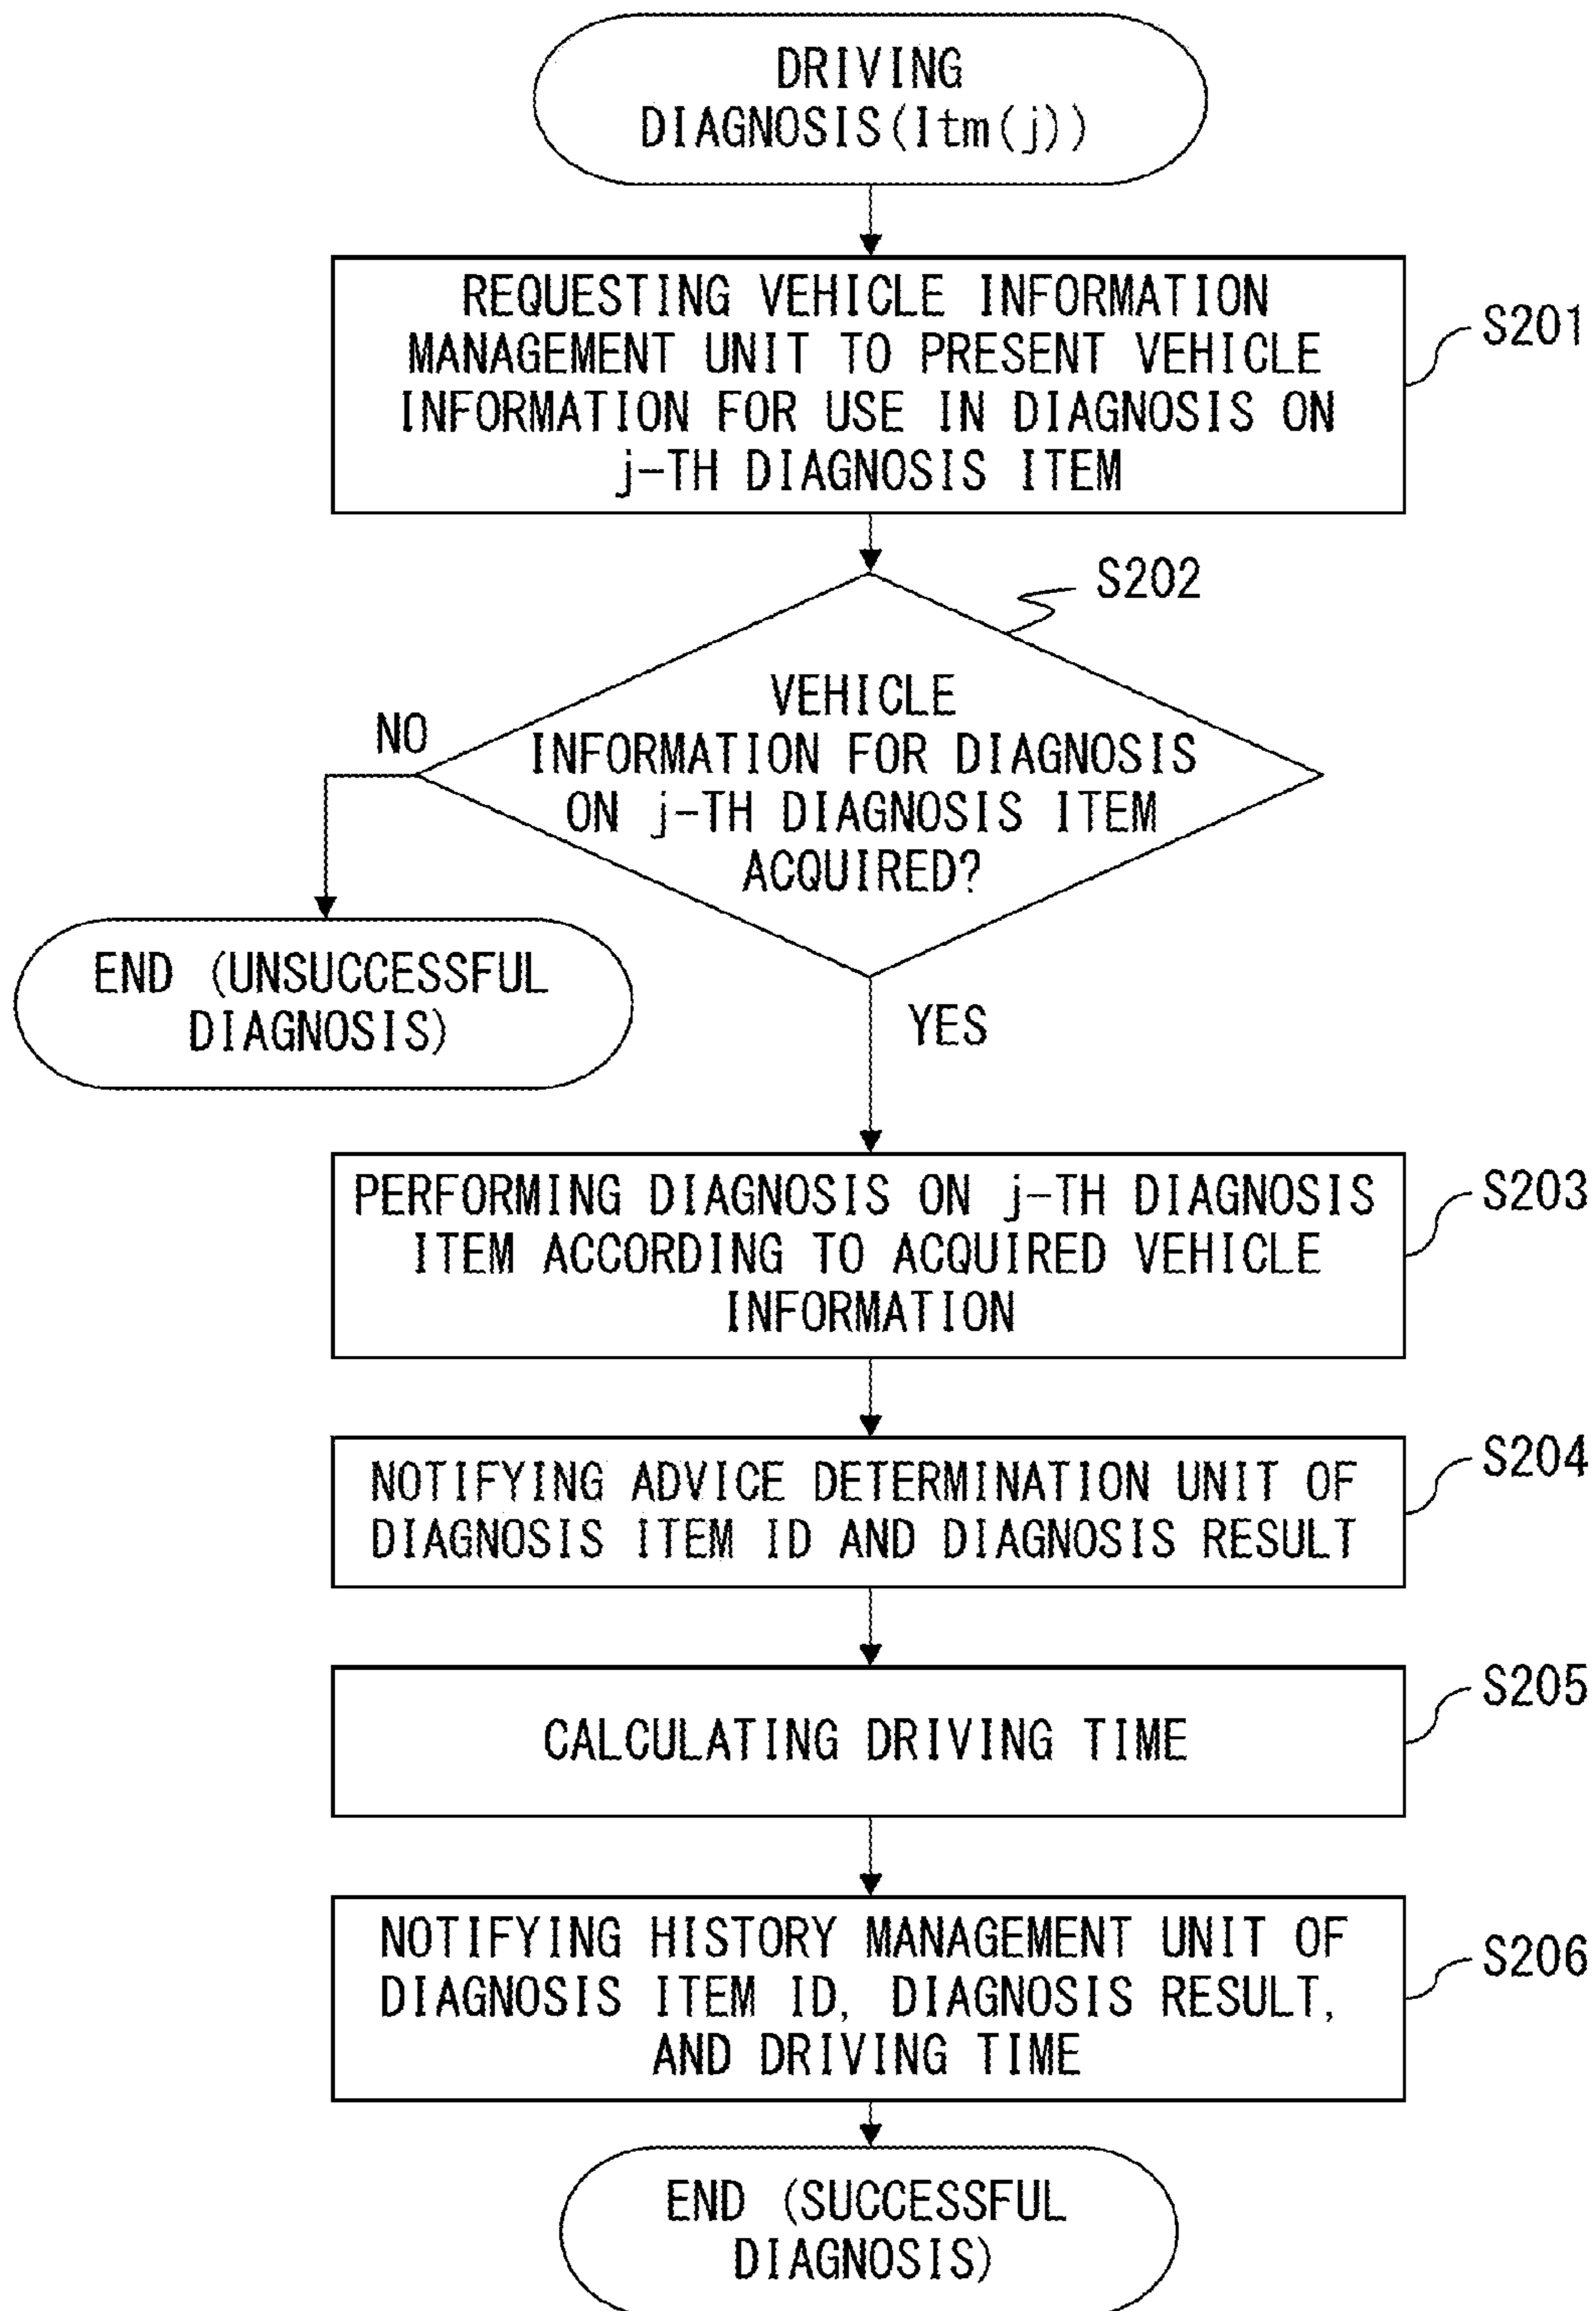 DRIVING
DIAGNOSIS(Itm(j))
REQUESTING VEHICLE INFORMATION
MANAGEMENT UNIT TO PRESENT VEHICLE
INFORMATION FOR USE IN DIAGNOSIS ON
j-TH DIAGNOSIS ITEM
S201
S202
VEHICLE
INFORMATION FOR DIAGNOSIS
ON j-TH DIAGNOSIS ITEM
ACQUIRED?
NO
END (UNSUCCESSFUL
DIAGNOSIS)
YES
PERFORMING DIAGNOSIS ON j-TH DIAGNOSIS
ITEM ACCORDING TO ACQUIRED VEHICLE
INFORMATION
S203
NOTIFYING ADVICE DETERMINATION UNIT OF
DIAGNOSIS ITEM ID AND DIAGNOSIS RESULT
S204
CALCULATING DRIVING TIME
S205
NOTIFYING HISTORY MANAGEMENT UNIT OF
DIAGNOSIS ITEM ID, DIAGNOSIS RESULT,
AND DRIVING TIME
S206
END (SUCCESSFUL
DIAGNOSIS)